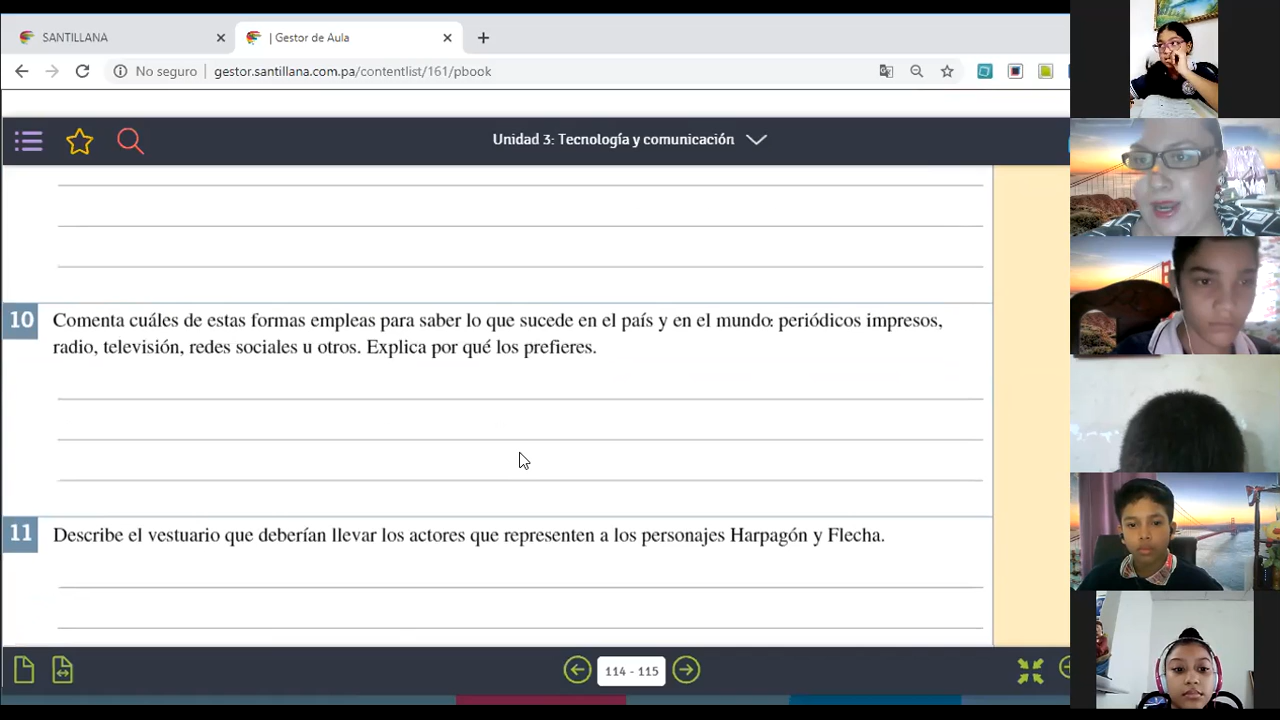 SANTILLANA
| Gestor de Aula
No seguro | gestor.santillana.com.pa/contentlist/161/pbook
Unidad 3: Tecnología y comunicación
10 Comenta cuáles de estas formas empleas para saber lo que sucede en el país y en el mundo: periódicos impresos,
radio, televisión, redes sociales u otros. Explica por qué los prefieres.
11 Describe el vestuario que deberían llevar los actores que representen a los personajes Harpagón y Flecha.
114 - 115